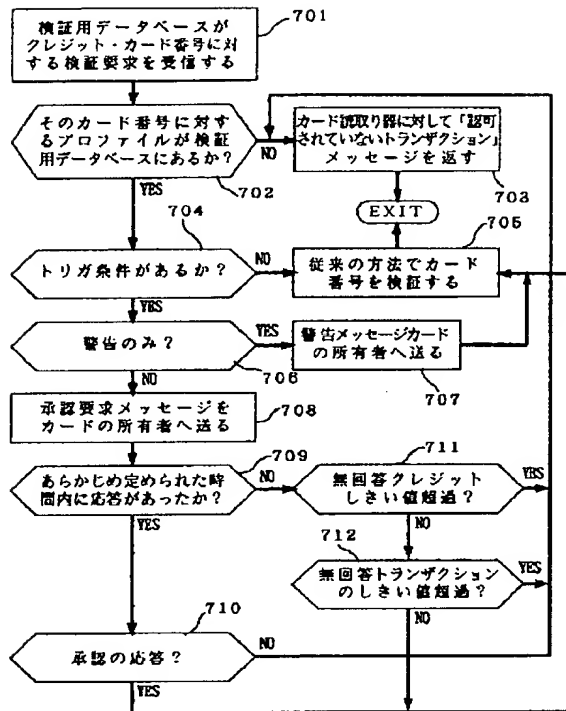 701
検証用データベースが
クレジット・カード番号に対
する検証要求を受信する
そのカード番号に対す
るプロファイルが検証
用データベースにあるか?
702
NO
YES
カード読取り器に対して「認可
されていないトランザクション」
メッセージを返す
703
EXIT
704
トリガ条件があるか?
NO
YES
705
従来の方法でカード
番号を検証する
警告のみ?
706
YES
NO
警告メッセージカード
の所有者へ送る
707
承認要求メッセージを
カードの所有者へ送る
708
あらかじめ定められた時
間内に応答があったか?
709
NO
YES
711
無回答クレジット
しきい値超過?
YES
NO
712
無回答トランザクション
のしきい値超過?
YES
NO
710
承認の応答?
NO
YES